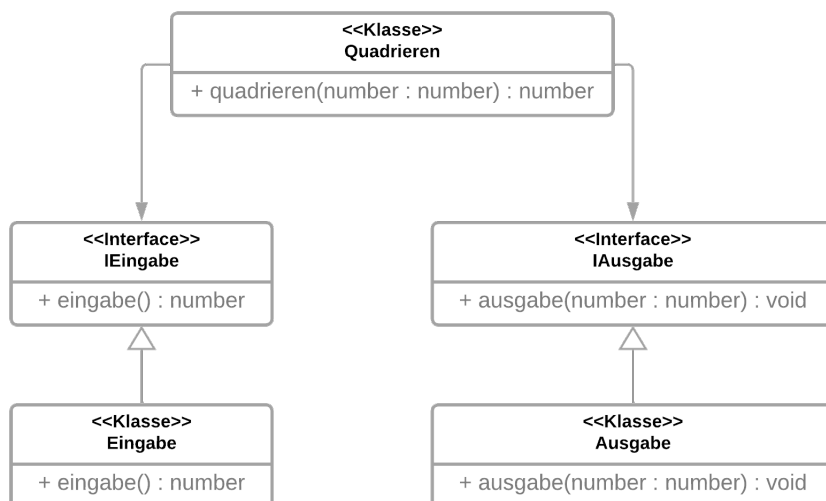 <<Klasse>>
Quadrieren
+ quadrieren(number : number) : number
<<Interface>>
IEingabe
+ eingabe() : number
<<Interface>>
IAusgabe
+ ausgabe(number : number) : void
<<Klasse>>
Eingabe
+ eingabe() : number
<<Klasse>>
Ausgabe
+ ausgabe(number : number) : void